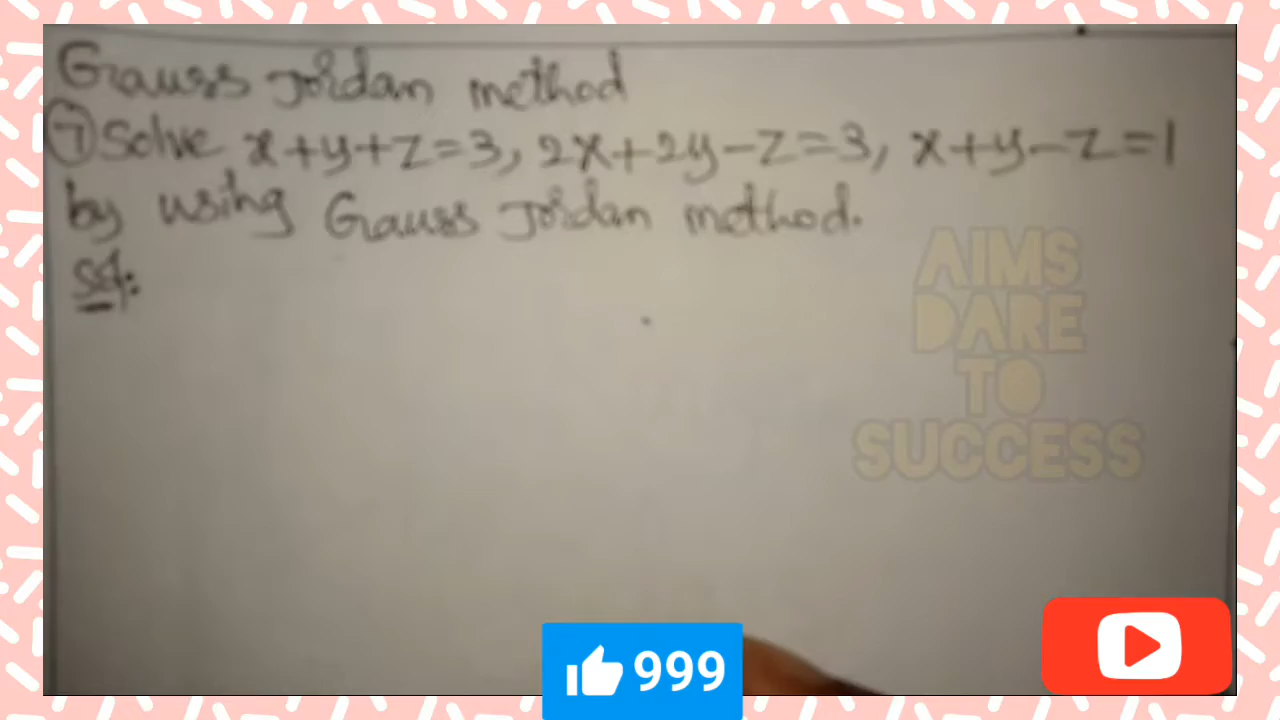 Gauss Jordan method
⑦ Solve x+y+z=3, 2x+2y-z=3, x+y-z=1
by using Gauss Jordan method.
Sol:
AIMS
DARE
TO
SUCCESS
999